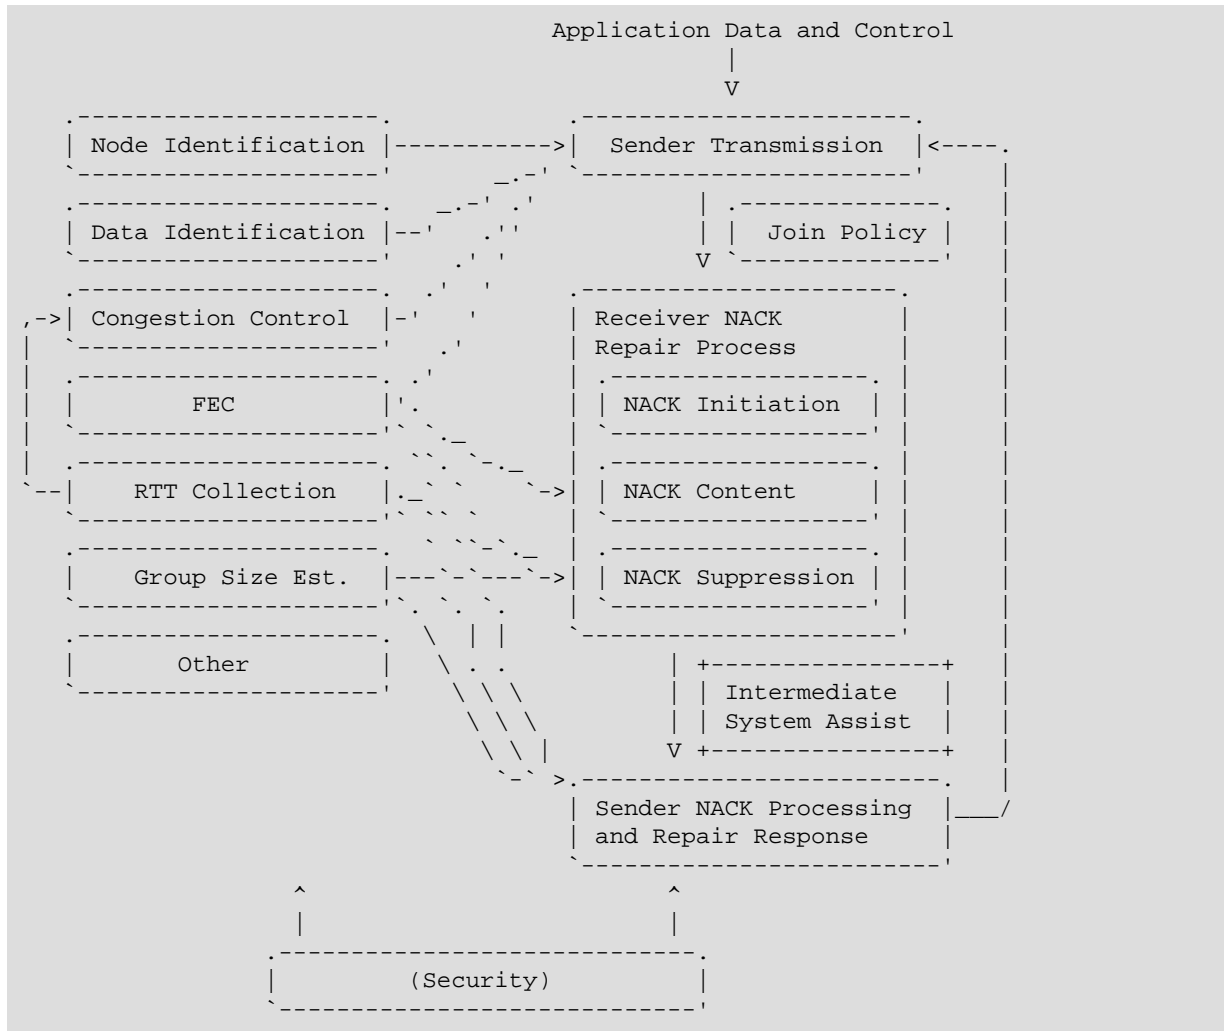 Application Data and Control
Node Identification
Sender Transmission
Data Identification
Join Policy
Congestion Control
Receiver NACK
Repair Process
FEC
NACK Initiation
RTT Collection
NACK Content
Group Size Est.
NACK Suppression
Other
Intermediate
System Assist
Sender NACK Processing
and Repair Response
(Security)